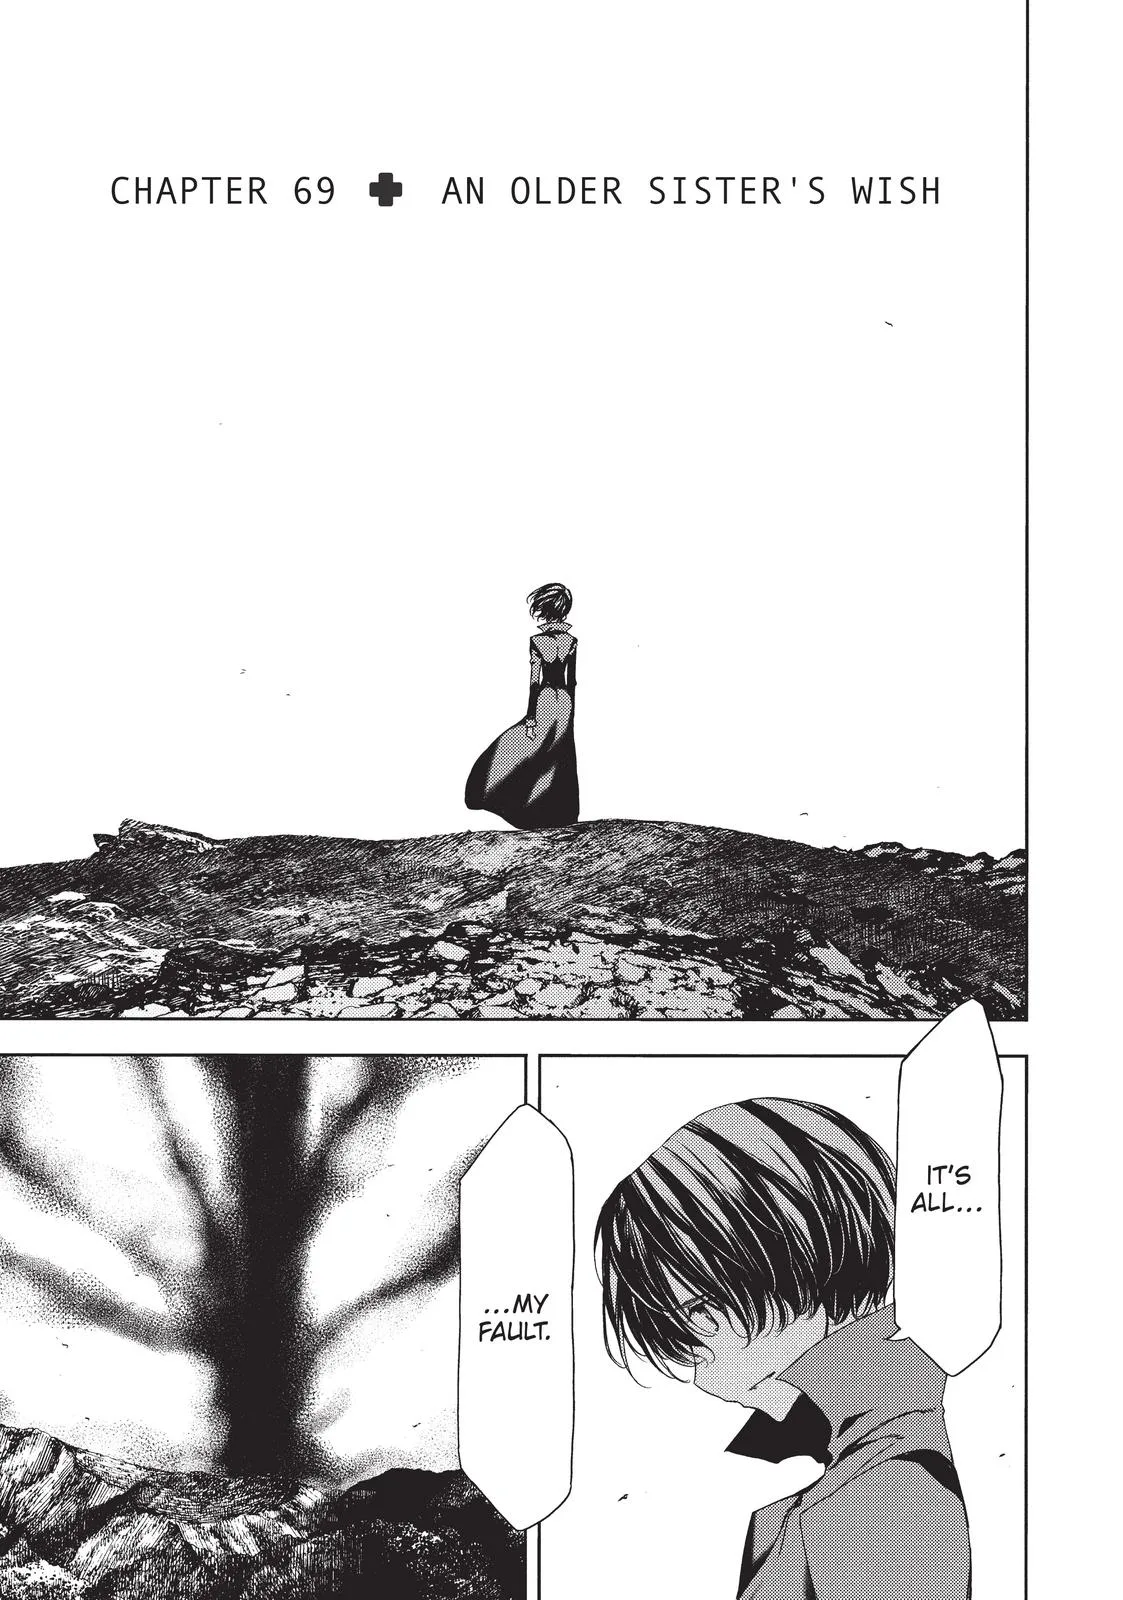 CHAPTER 69 ✚ AN OLDER SISTER'S WISH
IT'S
ALL...
...MY
FAULT.